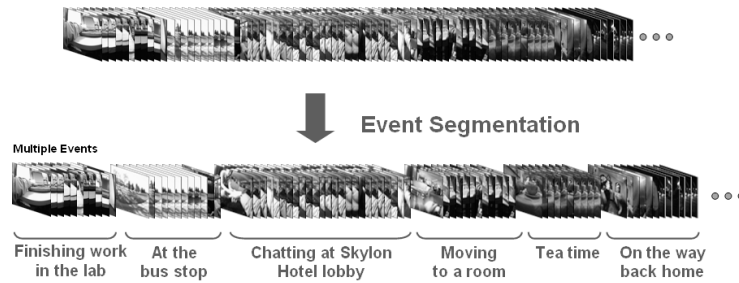 Event Segmentation
Multiple Events
Finishing work
in the lab
At the
bus stop
Chatting at Skylon
Hotel lobby
Moving
to a room
Tea time
On the way
back home